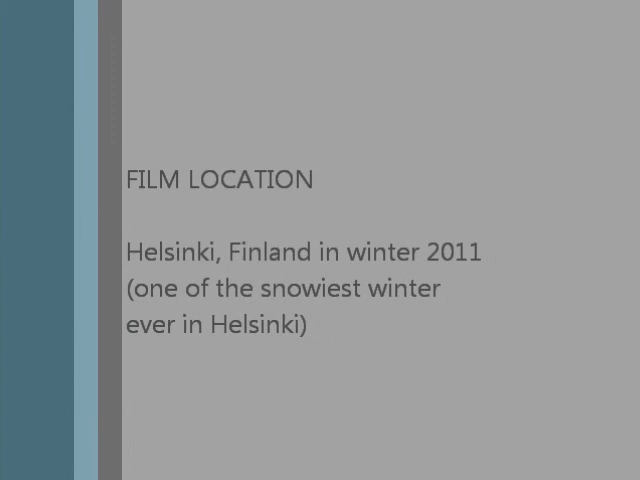 FILM LOCATION
Helsinki, Finland in winter 2011
(one of the snowiest winter
ever in Helsinki)